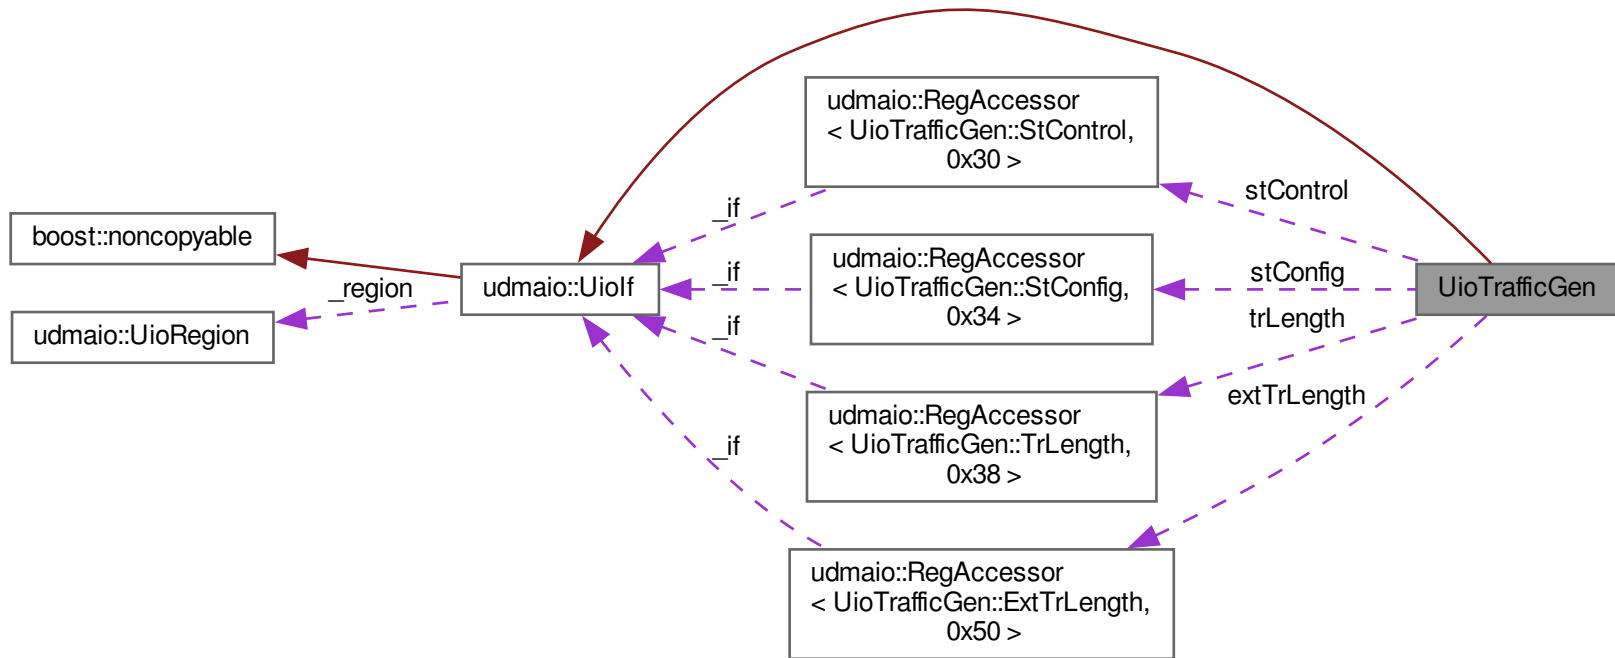 boost::noncopyable
udmaio::UioRegion
_region
udmaio::UioIf
_if
_if
_if
_if
udmaio::RegAccessor
< UioTrafficGen::StControl,
0x30 >
udmaio::RegAccessor
< UioTrafficGen::StConfig,
0x34 >
udmaio::RegAccessor
< UioTrafficGen::TrLength,
0x38 >
udmaio::RegAccessor
< UioTrafficGen::ExtTrLength,
0x50 >
stControl
stConfig
trLength
extTrLength
UioTrafficGen